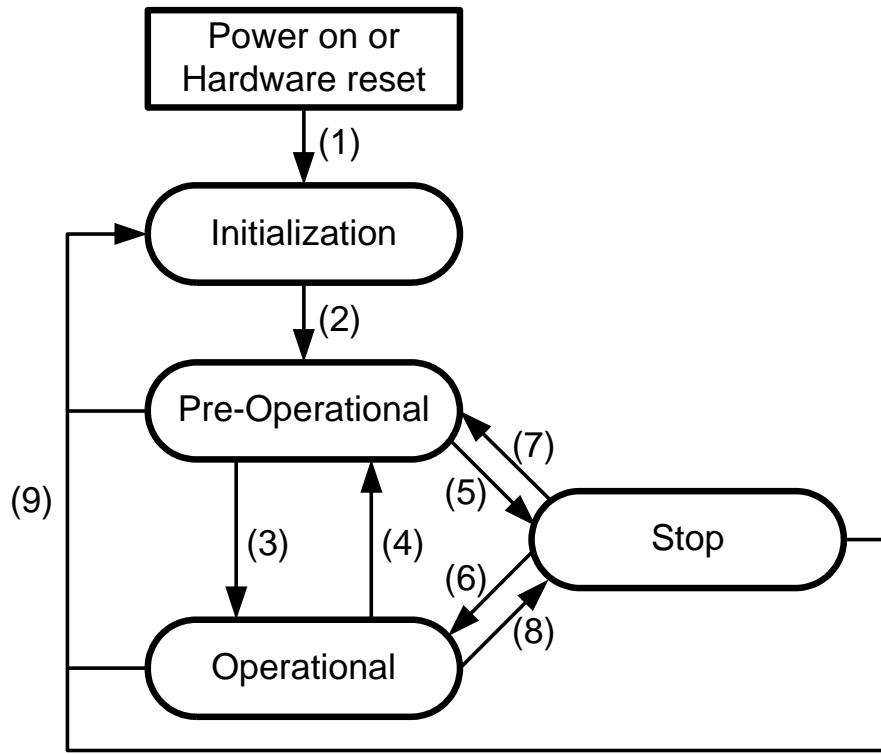 Power on or
Hardware reset
(1)
Initialization
(2)
Pre-Operational
(7)
(5)
(9)
Stop
(3)
(4)
(6)
(8)
Operational